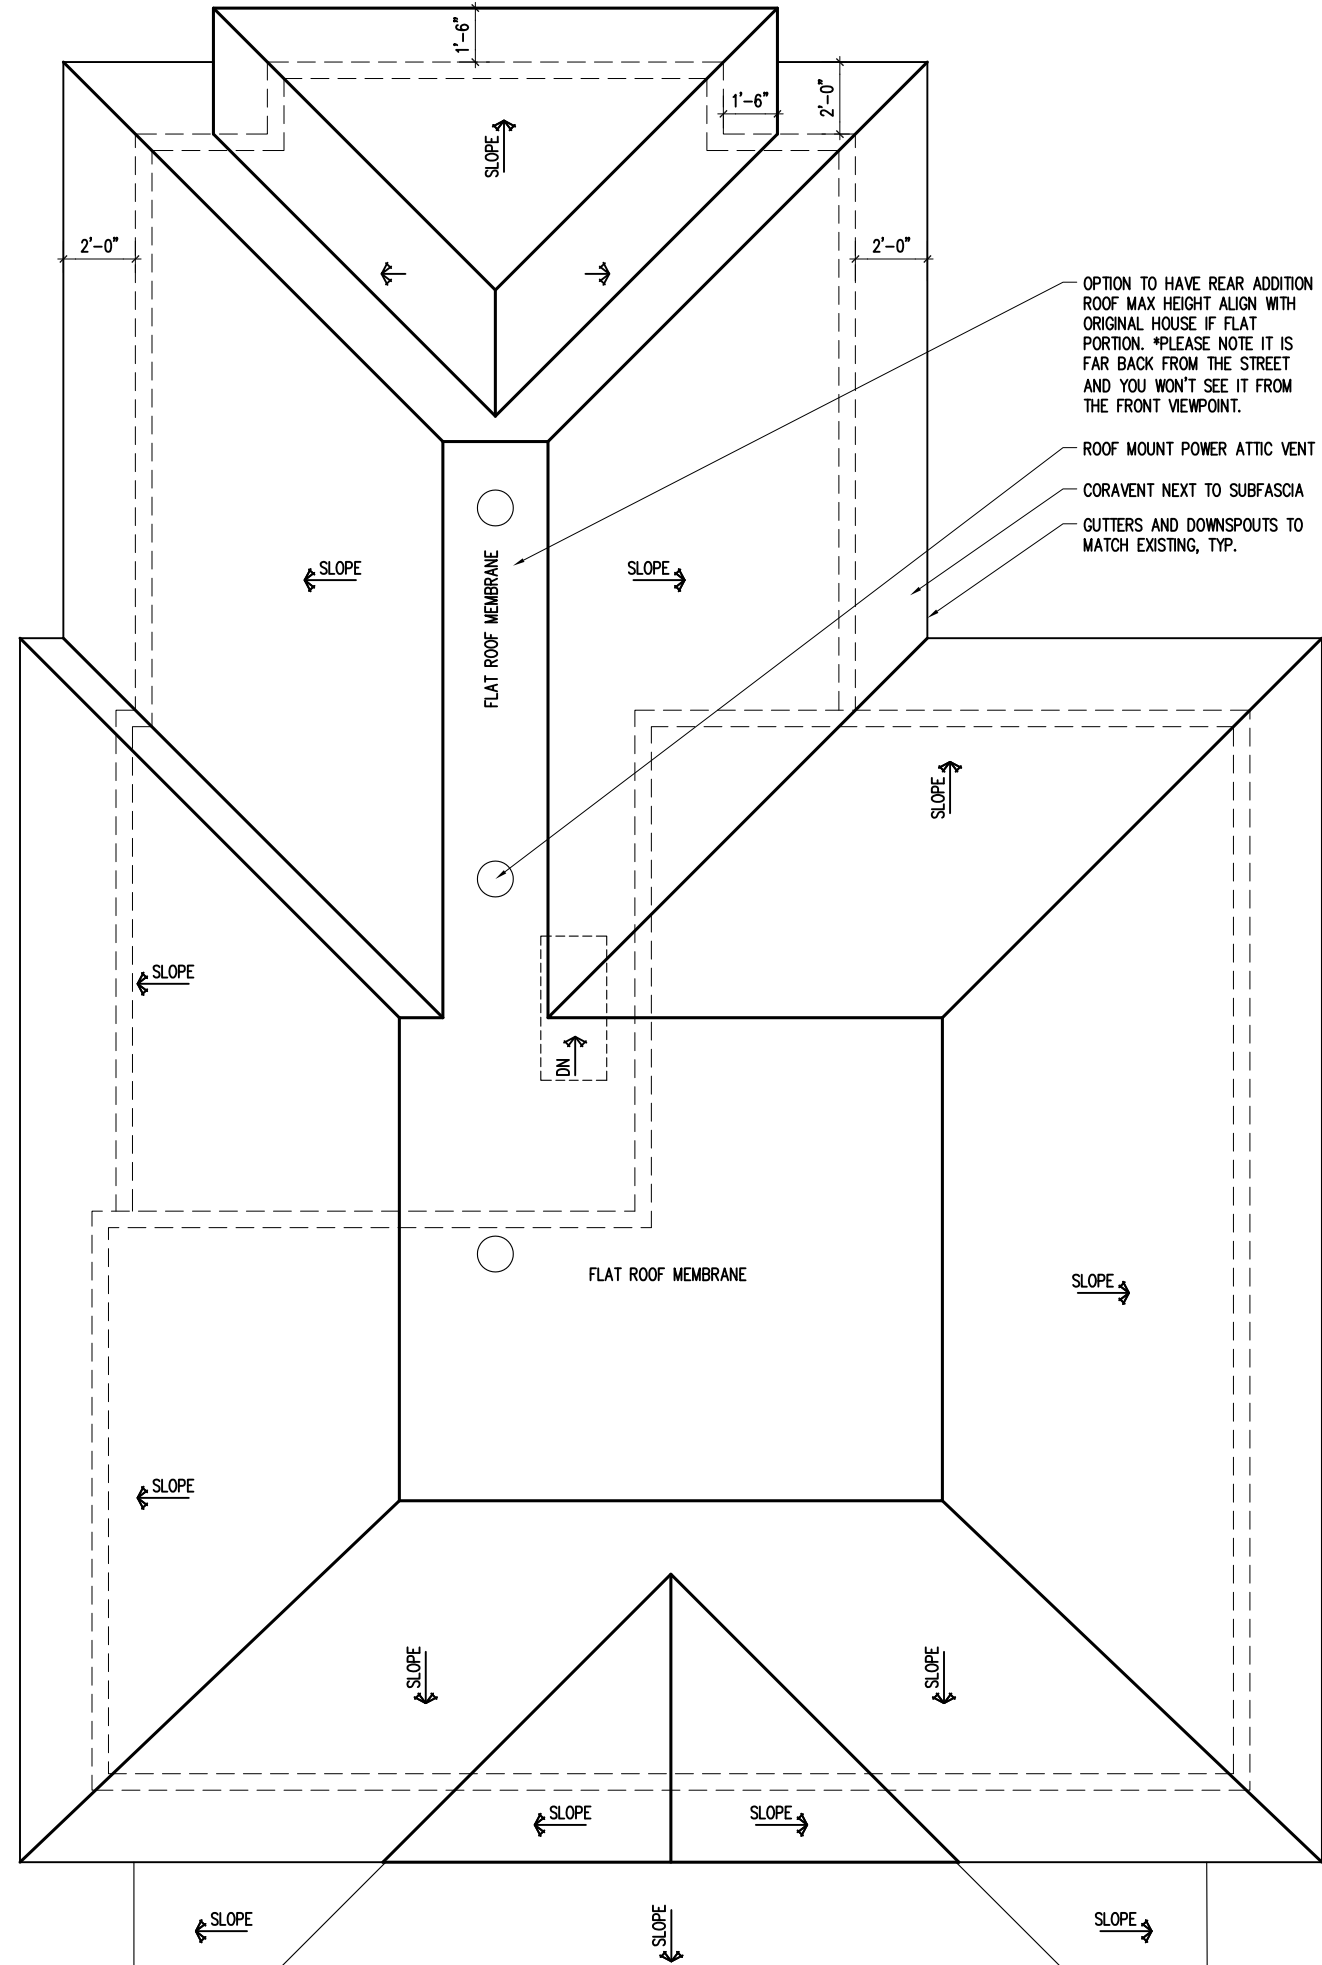 1'-6"
1'-6"
2'-0"
SLOPE
2'-0"
2'-0"
OPTION TO HAVE REAR ADDITION
ROOF MAX HEIGHT ALIGN WITH
ORIGINAL HOUSE IF FLAT
PORTION. *PLEASE NOTE IT IS
FAR BACK FROM THE STREET
AND YOU WON'T SEE IT FROM
THE FRONT VIEWPOINT.
ROOF MOUNT POWER ATTIC VENT
CORAVENT NEXT TO SUBFASCIA
GUTTERS AND DOWNSPOUTS TO
MATCH EXISTING, TYP.
SLOPE
FLAT ROOF MEMBRANE
SLOPE
SLOPE
SLOPE
DN
FLAT ROOF MEMBRANE
SLOPE
SLOPE
SLOPE
SLOPE
SLOPE
SLOPE
SLOPE
SLOPE
SLOPE